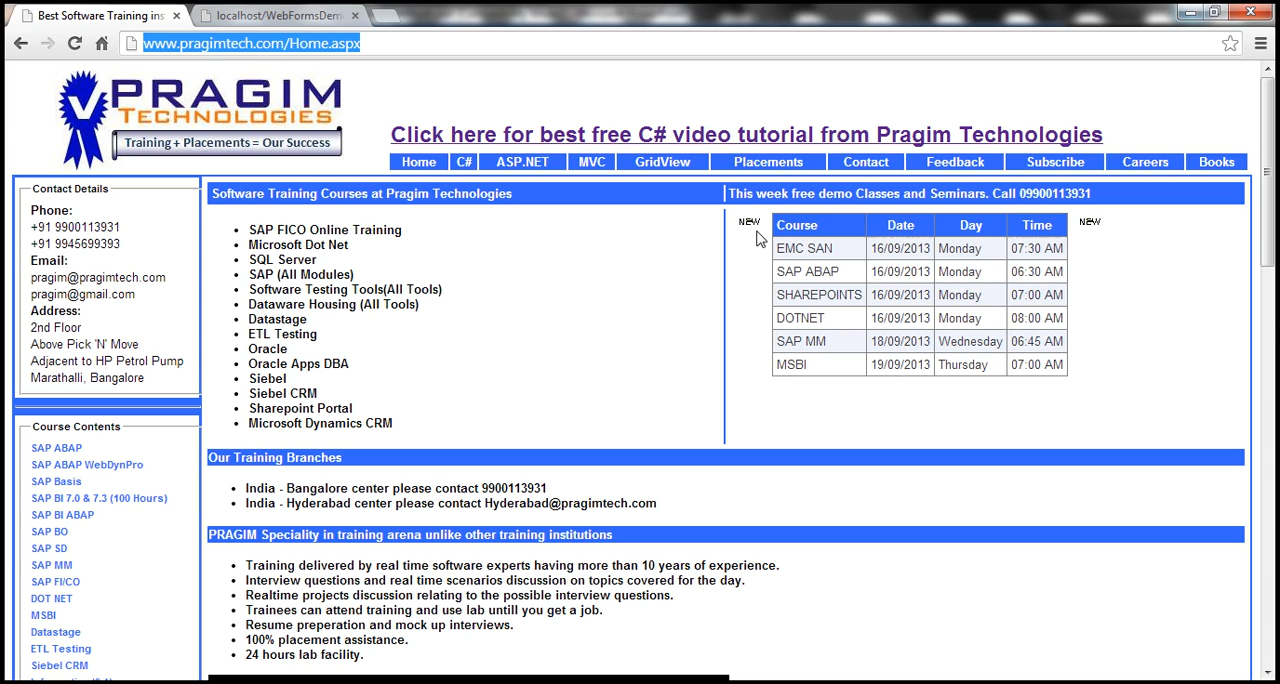 Best Software Training ins
localhost/WebFormsDem
www.pragimtech.com/Home.aspx
PRAGIM
TECHNOLOGIES
Training + Placements = Our Success
Click here for best free C# video tutorial from Pragim Technologies
Home C# ASP.NET MVC GridView Placements Contact Feedback Subscribe Careers Books
Contact Details
Phone:
+91 9900113931
+91 9945699393
Email:
pragim@pragimtech.com
pragim@gmail.com
Address:
2nd Floor
Above Pick 'N' Move
Adjacent to HP Petrol Pump
Marathalli, Bangalore
Course Contents
SAP ABAP
SAP ABAP WebDynPro
SAP Basis
SAP BI 7.0 & 7.3 (100 Hours)
SAP BI ABAP
SAP BO
SAP SD
SAP MM
SAP FI/CO
DOT NET
MSBI
Datastage
ETL Testing
Siebel CRM
Software Training Courses at Pragim Technologies
SAP FICO Online Training
Microsoft Dot Net
SQL Server
SAP (All Modules)
Software Testing Tools(All Tools)
Dataware Housing (All Tools)
Datastage
ETL Testing
Oracle
Oracle Apps DBA
Siebel
Siebel CRM
Sharepoint Portal
Microsoft Dynamics CRM
This week free demo Classes and Seminars. Call 09900113931
NEW
Course Date Day Time
NEW
EMC SAN 16/09/2013 Monday 07:30 AM
SAP ABAP 16/09/2013 Monday 06:30 AM
SHAREPOINTS 16/09/2013 Monday 07:00 AM
DOTNET 16/09/2013 Monday 08:00 AM
SAP MM 18/09/2013 Wednesday 06:45 AM
MSBI 19/09/2013 Thursday 07:00 AM
Our Training Branches
India - Bangalore center please contact 9900113931
India - Hyderabad center please contact Hyderabad@pragimtech.com
PRAGIM Speciality in training arena unlike other training institutions
Training delivered by real time software experts having more than 10 years of experience.
Interview questions and real time scenarios discussion on topics covered for the day.
Realtime projects discussion relating to the possible interview questions.
Trainees can attend training and use lab untill you get a job.
Resume preperation and mock up interviews.
100% placement assistance.
24 hours lab facility.